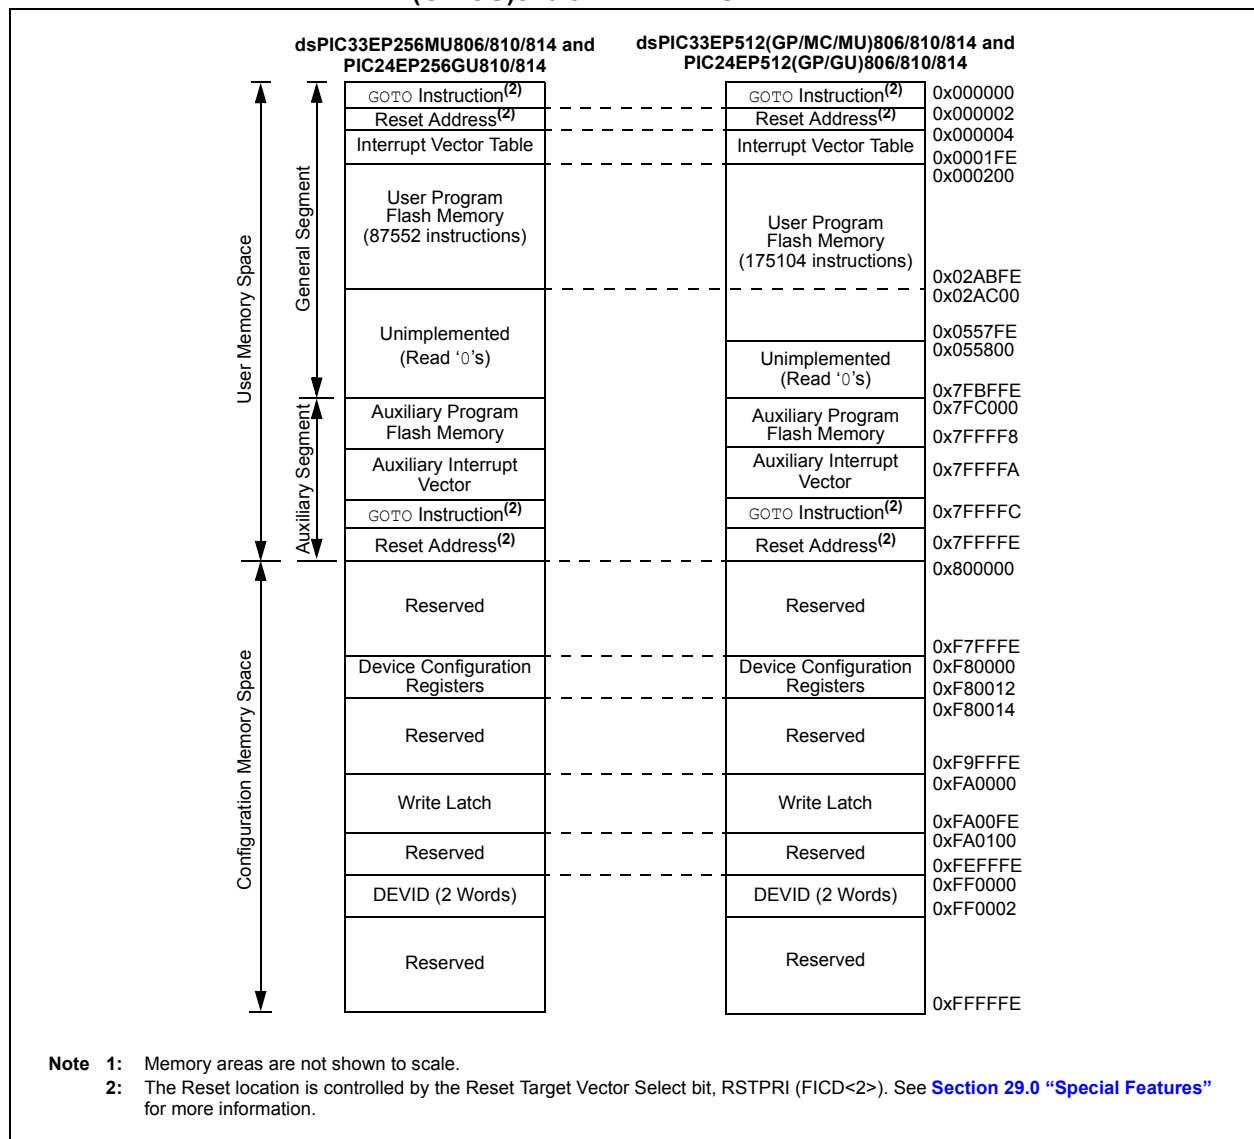 dsPIC33EP256MU806/810/814 and
PIC24EP256GU810/814
dsPIC33EP512(GP/MC/MU)806/810/814 and
PIC24EP512(GP/GU)806/810/814
User Memory Space
General Segment
Auxiliary Segment
Configuration Memory Space
GOTO Instruction(2)
Reset Address(2)
Interrupt Vector Table
User Program
Flash Memory
(87552 instructions)
Unimplemented
(Read ‘0’s)
Auxiliary Program
Flash Memory
Auxiliary Interrupt
Vector
GOTO Instruction(2)
Reset Address(2)
Reserved
Device Configuration
Registers
Reserved
Write Latch
Reserved
DEVID (2 Words)
Reserved
GOTO Instruction(2)
Reset Address(2)
Interrupt Vector Table
User Program
Flash Memory
(175104 instructions)
Unimplemented
(Read ‘0’s)
Auxiliary Program
Flash Memory
Auxiliary Interrupt
Vector
GOTO Instruction(2)
Reset Address(2)
Reserved
Device Configuration
Registers
Reserved
Write Latch
Reserved
DEVID (2 Words)
Reserved
0x000000
0x000002
0x000004
0x0001FE
0x000200
0x02ABFE
0x02AC00
0x0557FE
0x055800
0x7FBFFE
0x7FC000
0x7FFFF8
0x7FFFFA
0x7FFFFC
0x7FFFFE
0x800000
0xF7FFFE
0xF80000
0xF80012
0xF80014
0xF9FFFE
0xFA0000
0xFA00FE
0xFA0100
0xFEFFFE
0xFF0000
0xFF0002
0xFFFFFE
Note 1: Memory areas are not shown to scale.
2: The Reset location is controlled by the Reset Target Vector Select bit, RSTPRI (FICD<2>). See Section 29.0 “Special Features”
for more information.